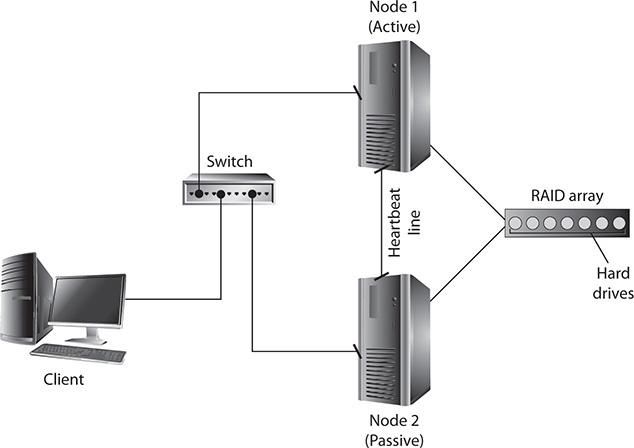 Node 1
(Active)
Switch
Heartbeat
line
RAID array
Hard
drives
Client
Node 2
(Passive)